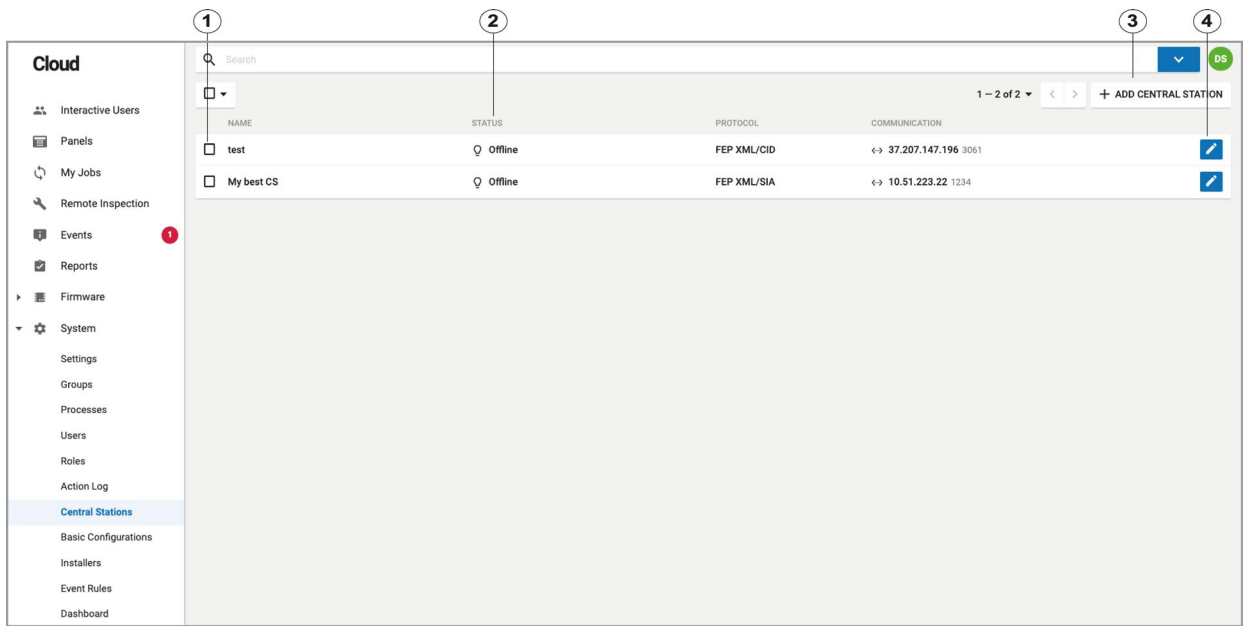 1 2 3 4
Cloud
Search
DS
1 – 2 of 2 < > + ADD CENTRAL STATION
NAME STATUS PROTOCOL COMMUNICATION
test Offline FEP XML/CID 37.207.147.196 3061
My best CS Offline FEP XML/SIA 10.51.223.22 1234
Interactive Users
Panels
My Jobs
Remote Inspection
Events 1
Reports
Firmware
System
Settings
Groups
Processes
Users
Roles
Action Log
Central Stations
Basic Configurations
Installers
Event Rules
Dashboard